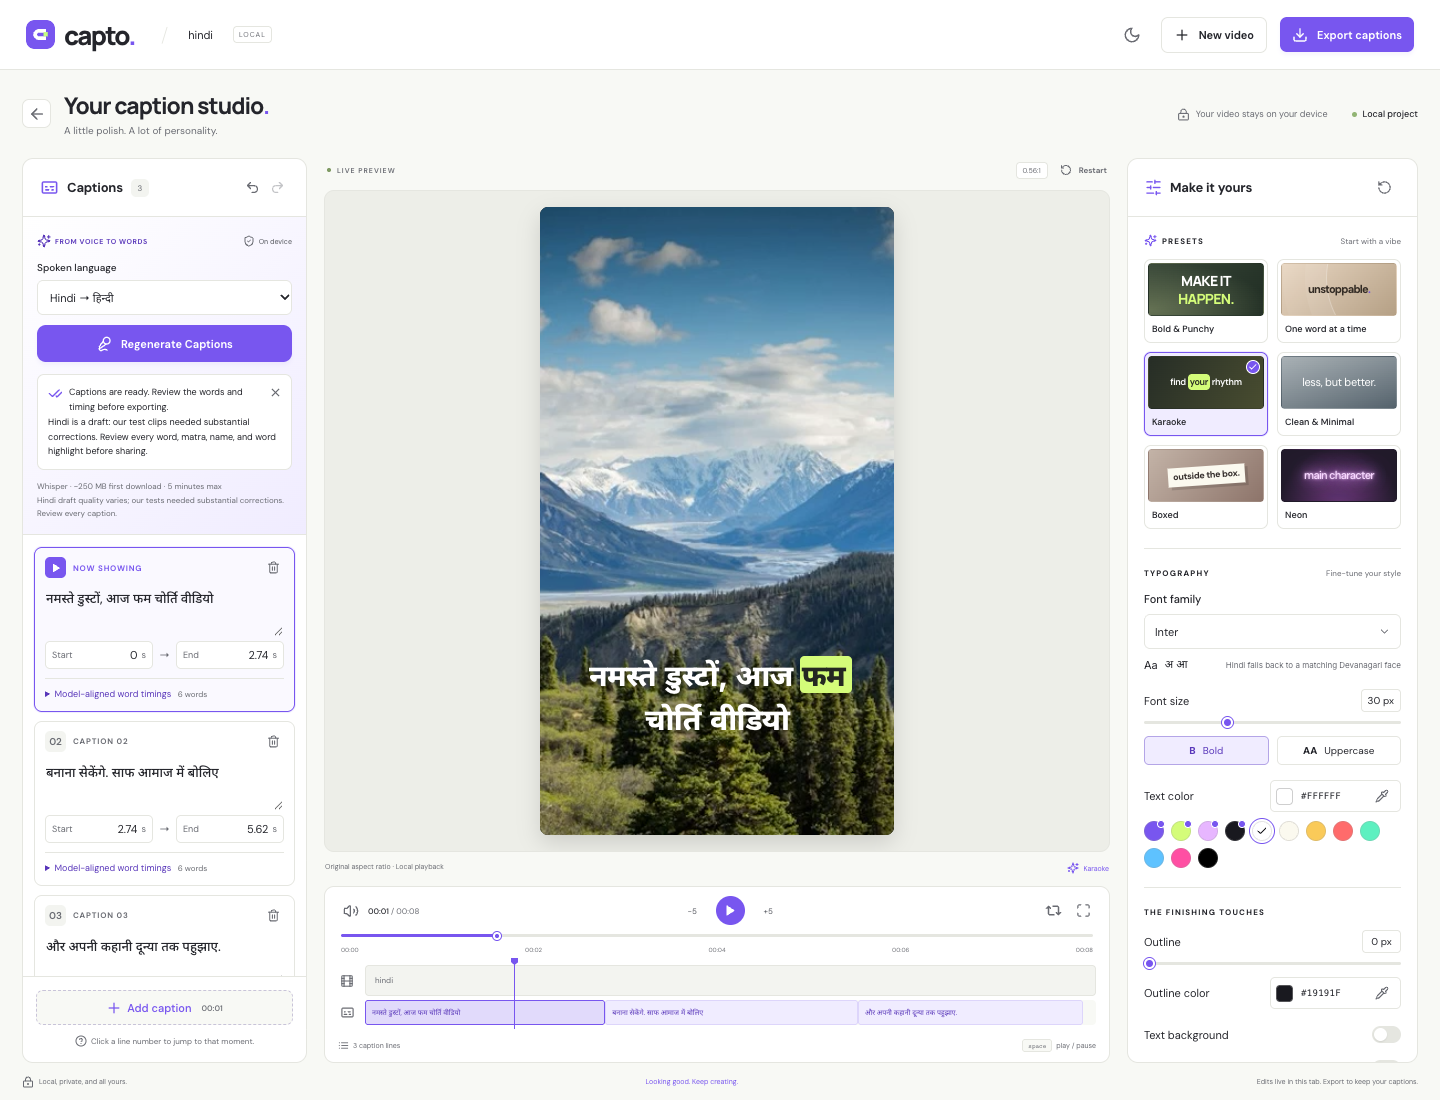 capto.
hindi
LOCAL
New video
Export captions
Your caption studio.
A little polish. A lot of personality.
Your video stays on your device
Local project
Captions
3
FROM VOICE TO WORDS
On device
Spoken language
Hindi → हिन्दी
Regenerate Captions
Captions are ready. Review the words and
timing before exporting.
Hindi is a draft: our test clips needed substantial
corrections. Review every word, matra, name, and word
highlight before sharing.
Whisper · ~250 MB first download · 5 minutes max
Hindi draft quality varies; our tests needed substantial corrections.
Review every caption.
NOW SHOWING
नमस्ते डुस्टों, आज फम चोर्ति वीडियो
Start 0 s → End 2.74 s
Model-aligned word timings 6 words
02 CAPTION 02
बनाना सेकेंगे. साफ आमाज में बोलिए
Start 2.74 s → End 5.62 s
Model-aligned word timings 6 words
03 CAPTION 03
और अपनी कहानी दून्या तक पहुझाए.
Add caption 00:01
Click a line number to jump to that moment.
LIVE PREVIEW
0.56:1
Restart
नमस्ते डुस्टों, आज फम
चोर्ति वीडियो
Original aspect ratio · Local playback
Karaoke
00:01 / 00:08
-5
+5
00:00
00:02
00:04
00:06
00:08
hindi
नमस्ते डुस्टों, आज फम चोर्ति वीडियो
बनाना सेकेंगे. साफ आमाज में बोलिए
और अपनी कहानी दून्या तक पहुझाए.
3 caption lines
space play / pause
Make it yours
PRESETS
Start with a vibe
MAKE IT
HAPPEN.
Bold & Punchy
unstoppable.
One word at a time
find your rhythm
Karaoke
less, but better.
Clean & Minimal
outside the box.
Boxed
main character
Neon
TYPOGRAPHY
Fine-tune your style
Font family
Inter
Aa अ आ
Hindi falls back to a matching Devanagari face
Font size
30 px
B Bold
AA Uppercase
Text color
#FFFFFF
THE FINISHING TOUCHES
Outline
0 px
Outline color
#19191F
Text background
Local, private, and all yours.
Looking good. Keep creating.
Edits live in this tab. Export to keep your captions.